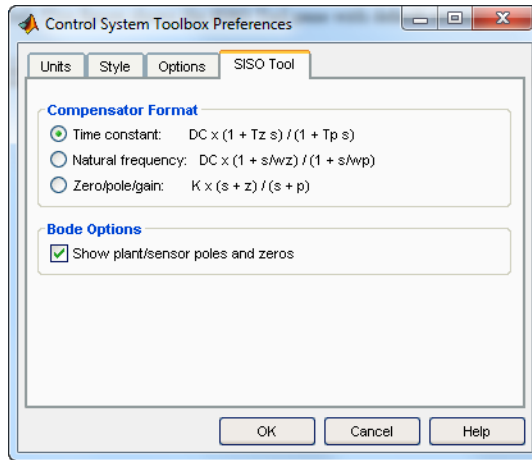 Control System Toolbox Preferences
Units Style Options SISO Tool
Compensator Format
Time constant: DC x (1 + Tz s) / (1 + Tp s)
Natural frequency: DC x (1 + s/wz) / (1 + s/wp)
Zero/pole/gain: K x (s + z) / (s + p)
Bode Options
Show plant/sensor poles and zeros
OK Cancel Help